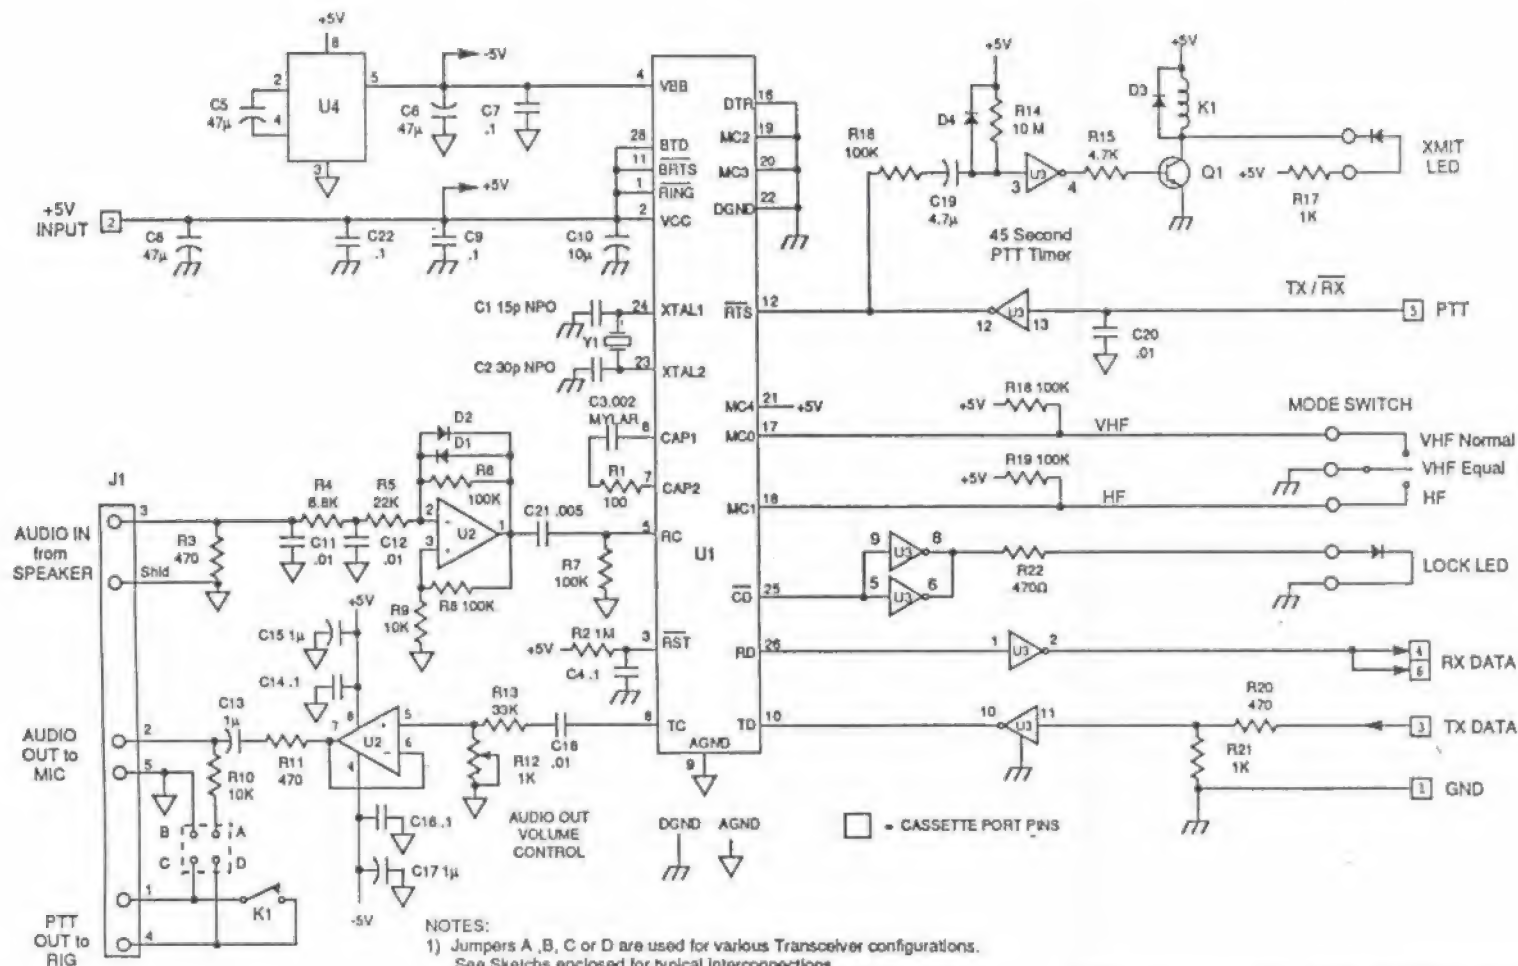 +5V
8
2
5
U4
C5
47µ
4
3
-5V
C6
47µ
C7
.1
+5V
+5V
INPUT
2
C8
47µ
C22
.1
C9
.1
C10
10µ
4
VBB
28
BTD
11
BRTS
1
RING
2
VCC
DTR
16
MC2
19
MC3
20
DGND
22
C1 15p NPO
24
XTAL1
Y1
C2 30p NPO
23
XTAL2
C3.002
MYLAR
6
CAP1
R1
100
7
CAP2
RTS
12
MC4
21
+5V
MC0
17
MC1
18
U1
R16
100K
C19
4.7µ
+5V
D4
R14
10 M
3
U3
4
R15
4.7K
+5V
D3
K1
Q1
+5V
R17
1K
XMIT
LED
45 Second
PTT Timer
TX / RX
12
U3
13
C20
.01
5
PTT
R18 100K
+5V
VHF
MODE SWITCH
VHF Normal
VHF Equal
HF
R19 100K
+5V
HF
J1
3
AUDIO IN
from
SPEAKER
Shld
R3
470
R4
6.8K
R5
22K
C11
.01
C12
.01
D2
D1
R6
100K
2
3
U2
1
R8 100K
R9
10K
C21 .005
5
RC
R7
100K
CD
25
9
U3
8
5
U3
6
R22
470Ω
LOCK LED
+5V
R2 1M
3
RST
C4 .1
RD
26
1
U3
2
4
6
RX DATA
+5V
C15 1µ
C14 .1
C13
1µ
AUDIO
OUT to
MIC
2
5
R10
10K
R11
470
7
8
U2
4
5
6
R13
33K
C18
.01
8
TC
R12
1K
TD
10
10
U3
11
R20
470
3
TX DATA
R21
1K
1
GND
AGND
9
B
A
C
D
C16 .1
C17 1µ
-5V
AUDIO OUT
VOLUME
CONTROL
DGND
AGND
= CASSETTE PORT PINS
1
K1
4
PTT
OUT to
RIG
NOTES:
1) Jumpers A ,B, C or D are used for various Transceiver configurations.
See Sketchs enclosed for typical interconnections